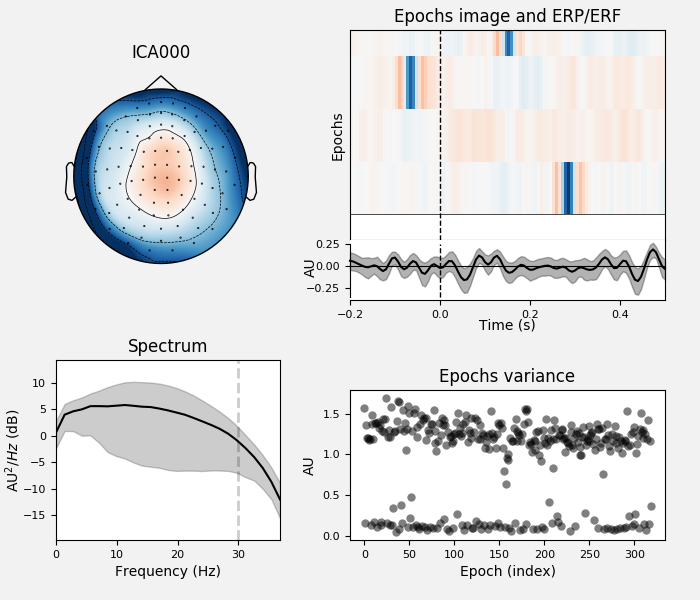 ICA000
Epochs image and ERP/ERF
Epochs
0.25
0.00
−0.25
AU
−0.2 0.0 0.2 0.4
Time (s)
Spectrum
10
5
0
−5
−10
−15
AU²/Hz (dB)
0 10 20 30
Frequency (Hz)
Epochs variance
1.5
1.0
0.5
0.0
AU
0 50 100 150 200 250 300
Epoch (index)